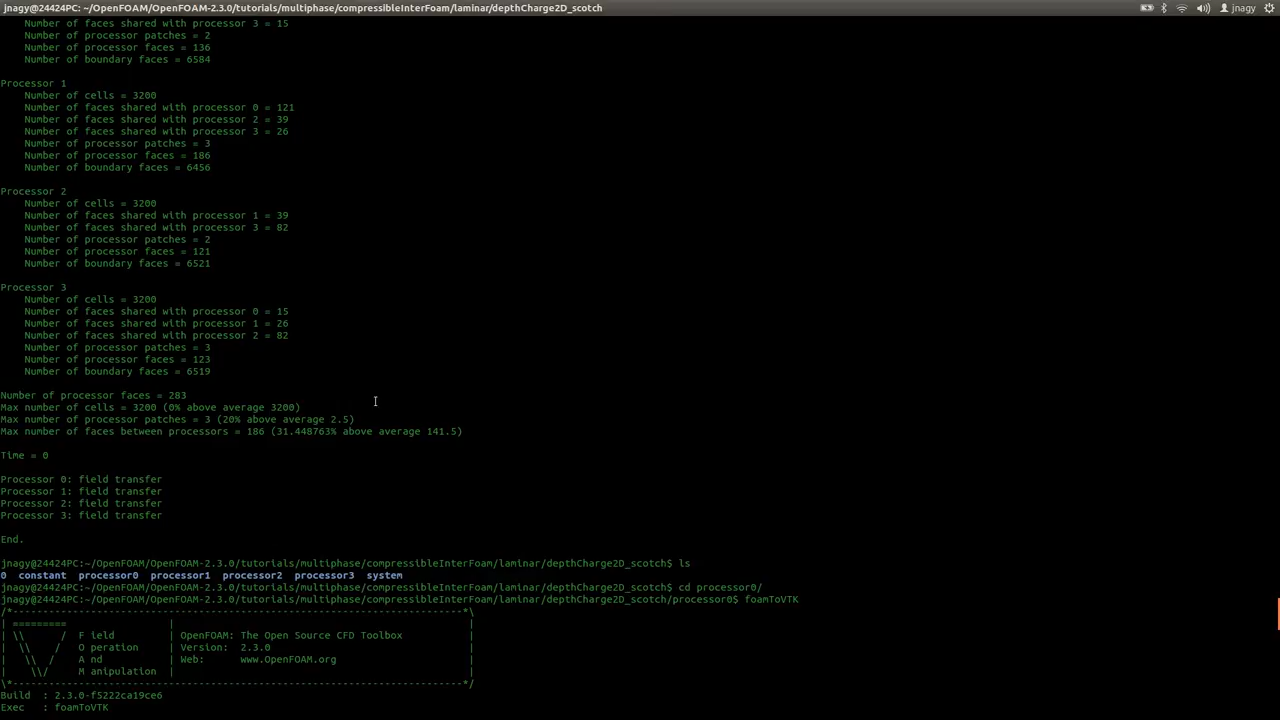 jnagy@24424PC: ~/OpenFOAM/OpenFOAM-2.3.0/tutorials/multiphase/compressibleInterFoam/laminar/depthCharge2D_scotch
jnagy
Number of faces shared with processor 3 = 15
Number of processor patches = 2
Number of processor faces = 136
Number of boundary faces = 6584
Processor 1
Number of cells = 3200
Number of faces shared with processor 0 = 121
Number of faces shared with processor 2 = 39
Number of faces shared with processor 3 = 26
Number of processor patches = 3
Number of processor faces = 186
Number of boundary faces = 6456
Processor 2
Number of cells = 3200
Number of faces shared with processor 1 = 39
Number of faces shared with processor 3 = 82
Number of processor patches = 2
Number of processor faces = 121
Number of boundary faces = 6521
Processor 3
Number of cells = 3200
Number of faces shared with processor 0 = 15
Number of faces shared with processor 1 = 26
Number of faces shared with processor 2 = 82
Number of processor patches = 3
Number of processor faces = 123
Number of boundary faces = 6519
Number of processor faces = 283
Max number of cells = 3200 (0% above average 3200)
Max number of processor patches = 3 (20% above average 2.5)
Max number of faces between processors = 186 (31.448763% above average 141.5)
Time = 0
Processor 0: field transfer
Processor 1: field transfer
Processor 2: field transfer
Processor 3: field transfer
End.
jnagy@24424PC:~/OpenFOAM/OpenFOAM-2.3.0/tutorials/multiphase/compressibleInterFoam/laminar/depthCharge2D_scotch$ ls
0  constant  processor0  processor1  processor2  processor3  system
jnagy@24424PC:~/OpenFOAM/OpenFOAM-2.3.0/tutorials/multiphase/compressibleInterFoam/laminar/depthCharge2D_scotch$ cd processor0/
jnagy@24424PC:~/OpenFOAM/OpenFOAM-2.3.0/tutorials/multiphase/compressibleInterFoam/laminar/depthCharge2D_scotch/processor0$ foamToVTK
/*---------------------------------------------------------------------------*\
| =========                 |                                                 |
| \\      /  F ield         | OpenFOAM: The Open Source CFD Toolbox           |
|  \\    /   O peration     | Version:  2.3.0                                 |
|   \\  /    A nd           | Web:      www.OpenFOAM.org                      |
|    \\/     M anipulation  |                                                 |
\*---------------------------------------------------------------------------*/
Build  : 2.3.0-f5222ca19ce6
Exec   : foamToVTK